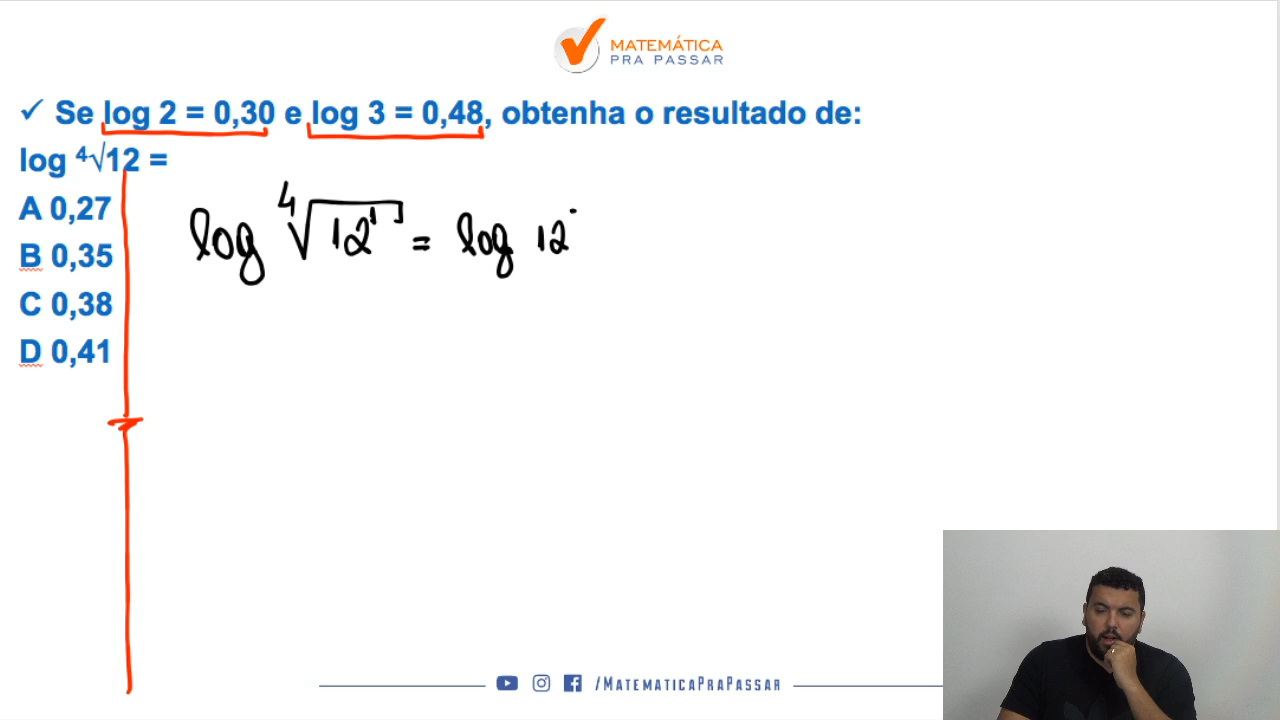 MATEMÁTICA
PRA PASSAR
✓ Se log 2 = 0,30 e log 3 = 0,48, obtenha o resultado de:
log ⁴√12 =
A 0,27
B 0,35
C 0,38
D 0,41
log ⁴√12¹ = log 12
/MATEMATICAPRAPASSAR